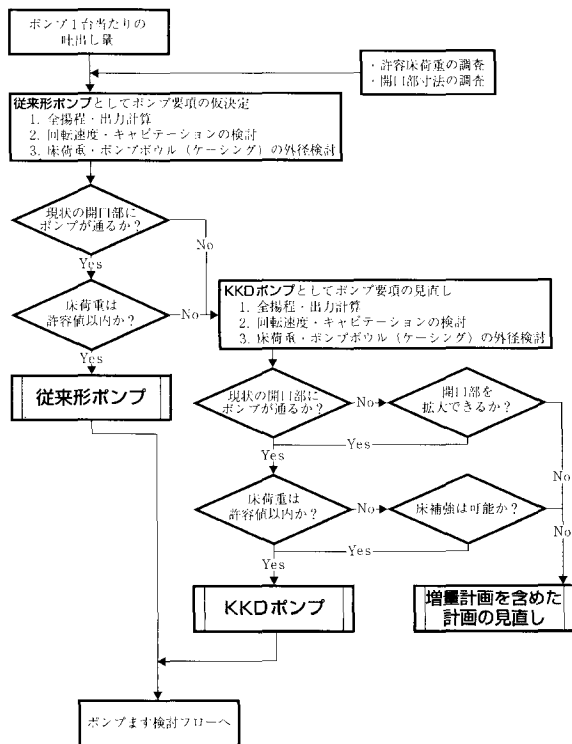 ポンプ1台当たりの
吐出し量
・許容床荷重の調査
・開口部寸法の調査
従来形ポンプとしてポンプ要項の仮決定
1. 全揚程・出力計算
2. 回転速度・キャビテーションの検討
3. 床荷重・ポンプボウル（ケーシング）の外径検討
現状の開口部に
ポンプが通るか？
No
Yes
床荷重は
許容値以内か？
No
Yes
従来形ポンプ
KKDポンプとしてポンプ要項の見直し
1. 全揚程・出力計算
2. 回転速度・キャビテーションの検討
3. 床荷重・ポンプボウル（ケーシング）の外径検討
現状の開口部に
ポンプが通るか？
No
開口部を
拡大できるか？
Yes
Yes
No
床荷重は
許容値以内か？
No
床補強は可能か？
No
Yes
Yes
KKDポンプ
増量計画を含めた
計画の見直し
ポンプます検討フローへ